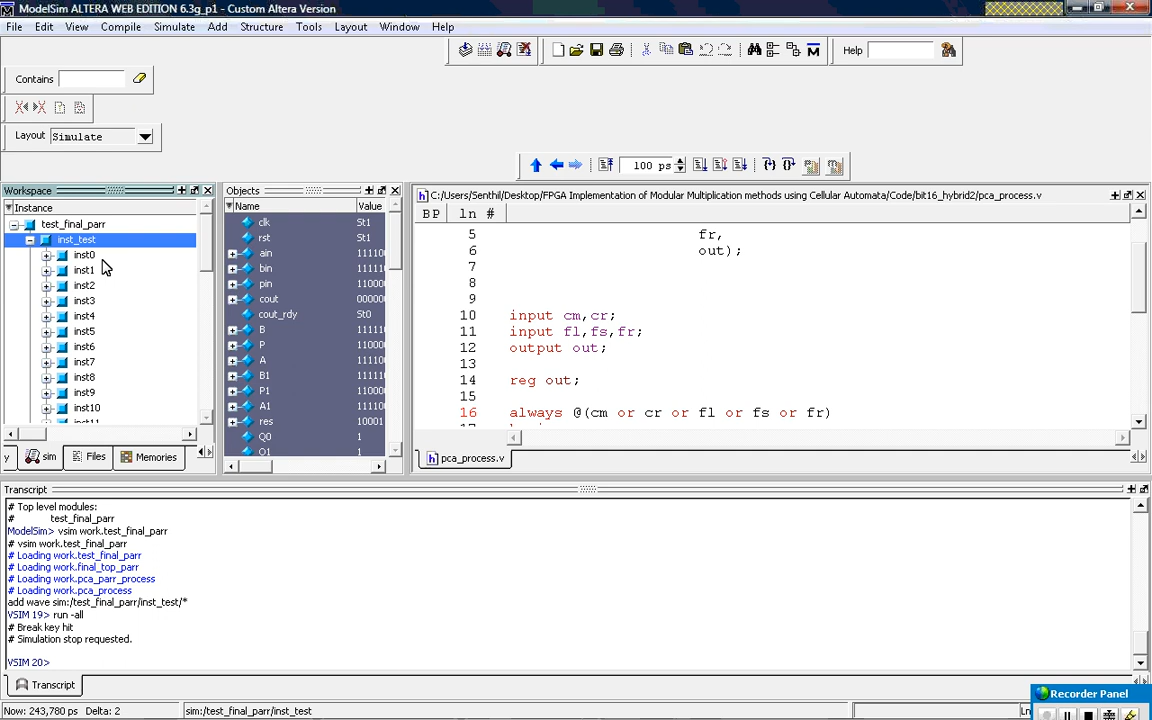 ModelSim ALTERA WEB EDITION 6.3g_p1 - Custom Altera Version
File Edit View Compile Simulate Add Structure Tools Layout Window Help
Help
Contains
Layout Simulate
100 ps
Workspace
Instance
test_final_parr
inst_test
inst0
inst1
inst2
inst3
inst4
inst5
inst6
inst7
inst8
inst9
inst10
inst11
y sim Files Memories
Objects
Name Value
clk St1
rst St1
ain 11110
bin 11111
pin 11000
cout 00000
cout_rdy St0
B 11111
P 11000
A 11110
B1 11111
P1 11000
A1 11110
res 10001
Q0 1
Q1 1
C:/Users/Senthil/Desktop/FPGA Implementation of Modular Multiplication methods using Cellular Automata/Code/bit16_hybrid2/pca_process.v
BP ln #
5 fr,
6 out);
7
8
9
10 input cm,cr;
11 input fl,fs,fr;
12 output out;
13
14 reg out;
15
16 always @(cm or cr or fl or fs or fr)
pca_process.v
Transcript
# Top level modules:
# test_final_parr
ModelSim> vsim work.test_final_parr
# vsim work.test_final_parr
# Loading work.test_final_parr
# Loading work.final_top_parr
# Loading work.pca_parr_process
# Loading work.pca_process
add wave sim:/test_final_parr/inst_test/*
VSIM 19> run -all
# Break key hit
# Simulation stop requested.
VSIM 20>
Transcript
Recorder Panel
Now: 243,780 ps Delta: 2 sim:/test_final_parr/inst_test Ln